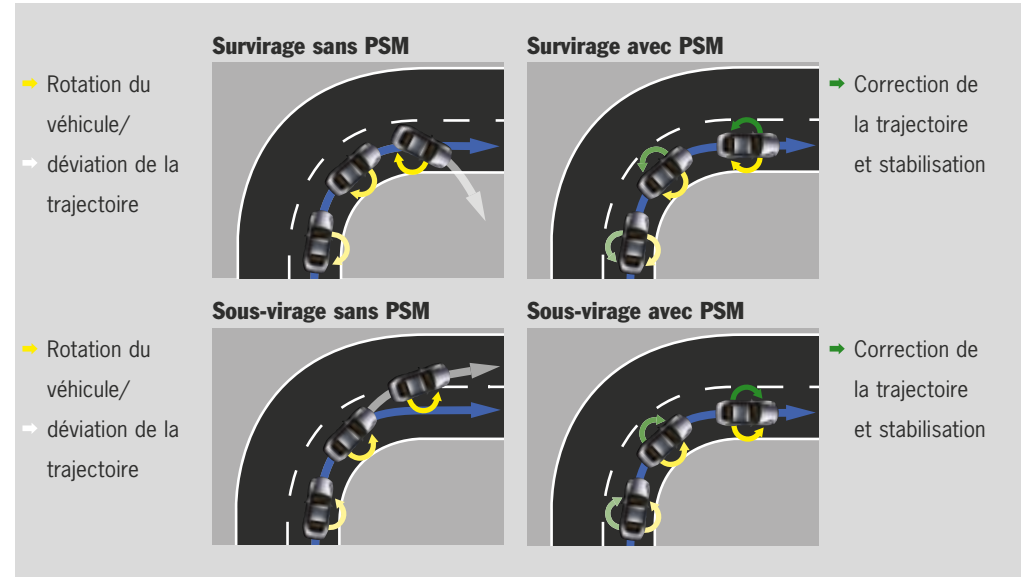 Survirage sans PSM
Survirage avec PSM
Rotation du
véhicule/
déviation de la
trajectoire
Correction de
la trajectoire
et stabilisation
Sous-virage sans PSM
Sous-virage avec PSM
Rotation du
véhicule/
déviation de la
trajectoire
Correction de
la trajectoire
et stabilisation